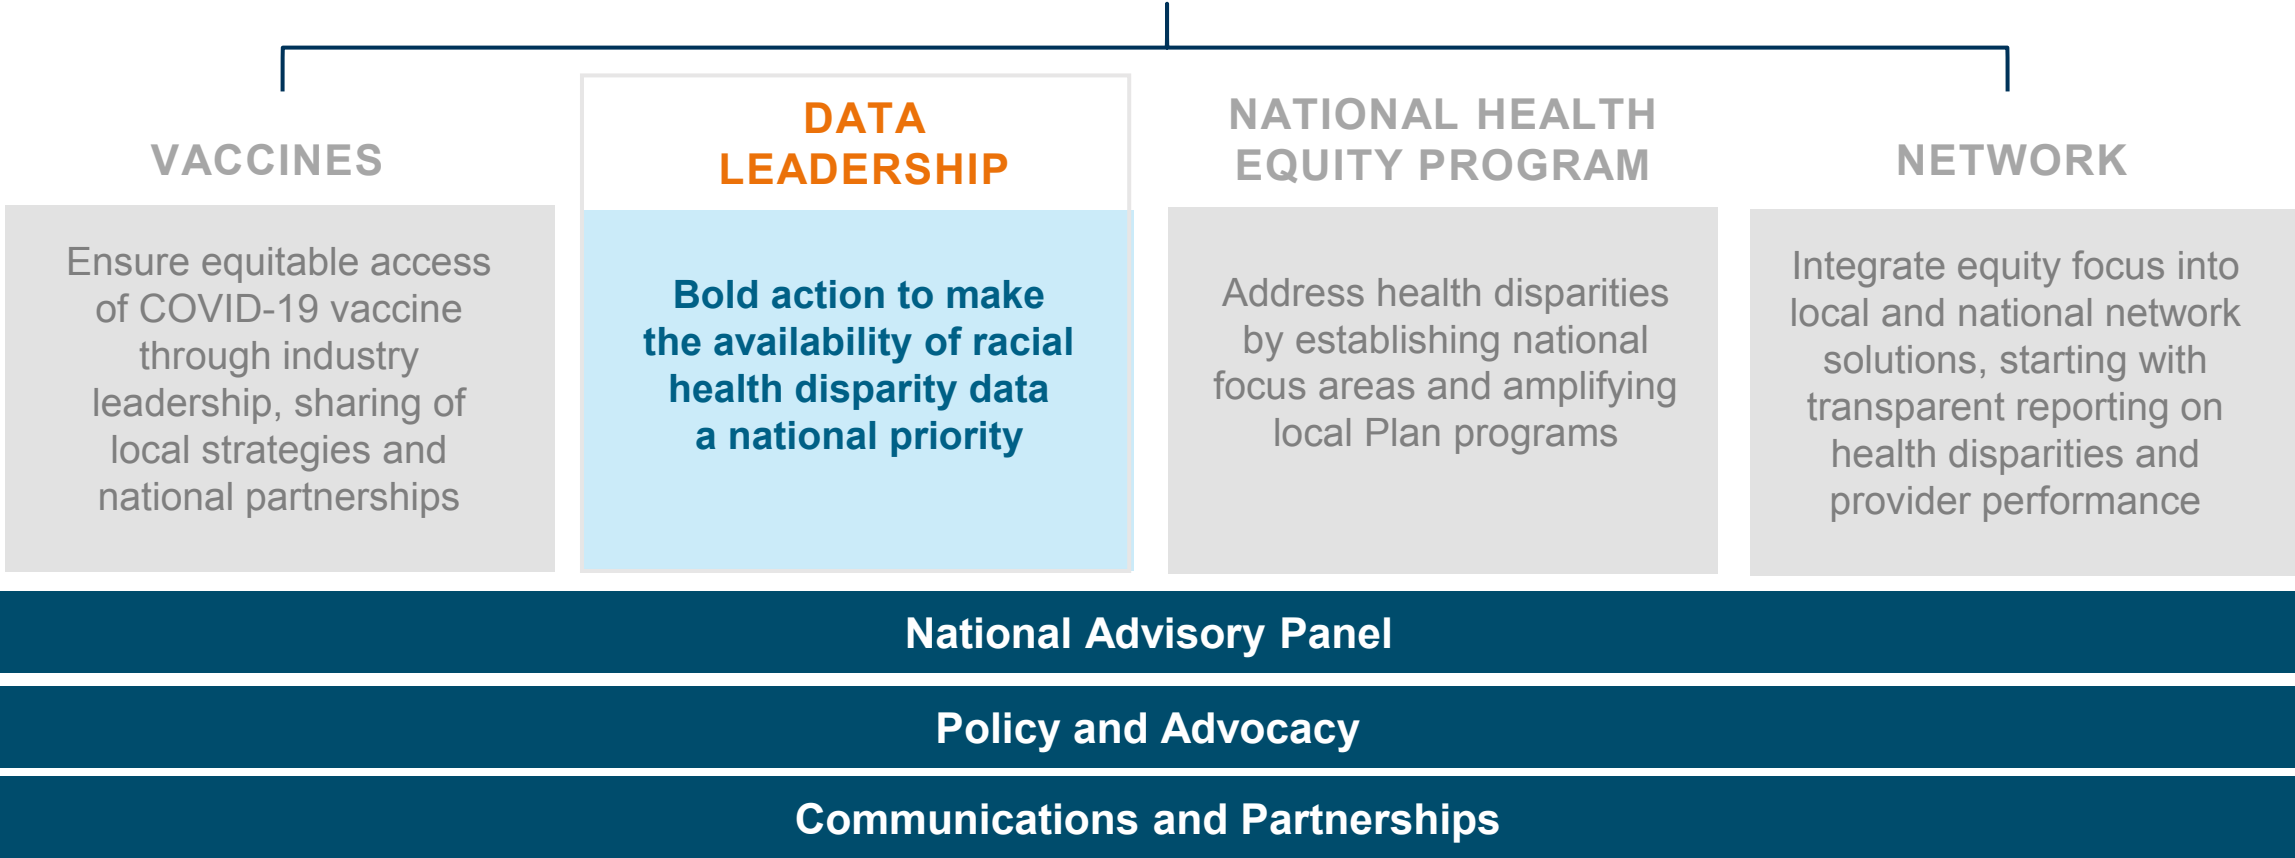 VACCINES
Ensure equitable access
of COVID-19 vaccine
through industry
leadership, sharing of
local strategies and
national partnerships
DATA
LEADERSHIP
Bold action to make
the availability of racial
health disparity data
a national priority
NATIONAL HEALTH
EQUITY PROGRAM
Address health disparities
by establishing national
focus areas and amplifying
local Plan programs
NETWORK
Integrate equity focus into
local and national network
solutions, starting with
transparent reporting on
health disparities and
provider performance
National Advisory Panel
Policy and Advocacy
Communications and Partnerships